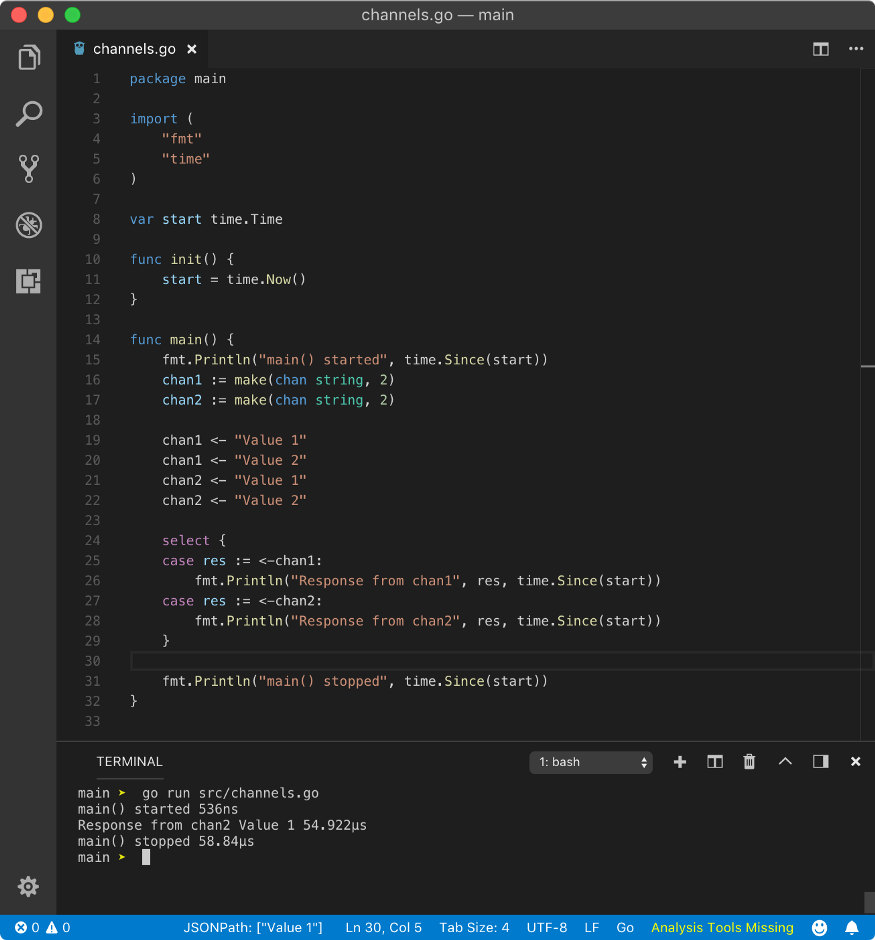 channels.go — main
channels.go
1 package main
2
3 import (
4     "fmt"
5     "time"
6 )
7
8 var start time.Time
9
10 func init() {
11     start = time.Now()
12 }
13
14 func main() {
15     fmt.Println("main() started", time.Since(start))
16     chan1 := make(chan string, 2)
17     chan2 := make(chan string, 2)
18
19     chan1 <- "Value 1"
20     chan1 <- "Value 2"
21     chan2 <- "Value 1"
22     chan2 <- "Value 2"
23
24     select {
25     case res := <-chan1:
26         fmt.Println("Response from chan1", res, time.Since(start))
27     case res := <-chan2:
28         fmt.Println("Response from chan2", res, time.Since(start))
29     }
30
31     fmt.Println("main() stopped", time.Since(start))
32 }
33
TERMINAL 1: bash
main ➤ go run src/channels.go
main() started 536ns
Response from chan2 Value 1 54.922µs
main() stopped 58.84µs
main ➤
0 0 JSONPath: ["Value 1"] Ln 30, Col 5 Tab Size: 4 UTF-8 LF Go Analysis Tools Missing